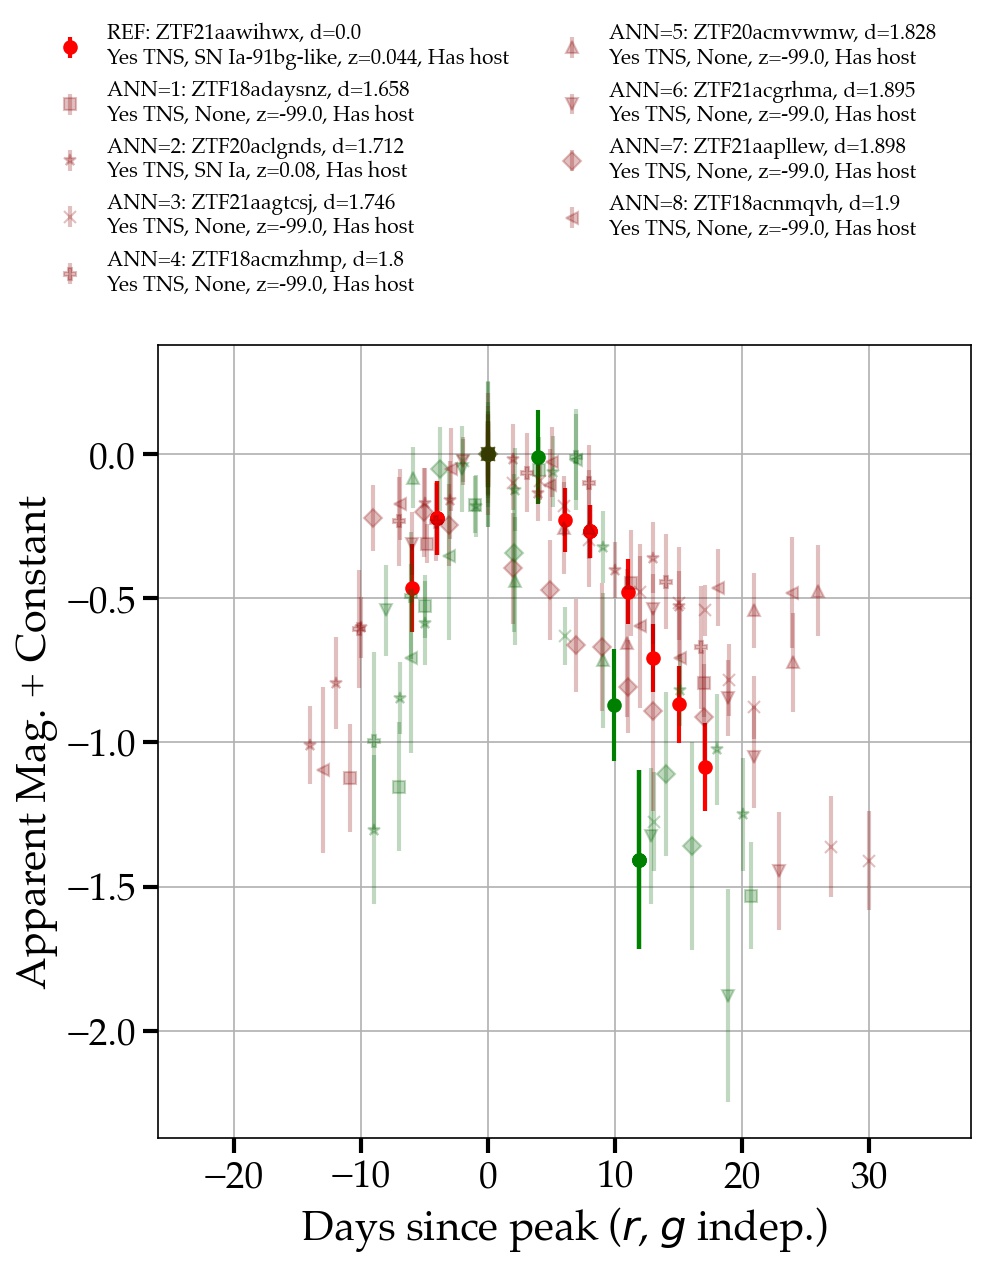 REF: ZTF21aawihwx, d=0.0
Yes TNS, SN Ia-91bg-like, z=0.044, Has host
ANN=1: ZTF18adaysnz, d=1.658
Yes TNS, None, z=-99.0, Has host
ANN=2: ZTF20aclgnds, d=1.712
Yes TNS, SN Ia, z=0.08, Has host
ANN=3: ZTF21aagtcsj, d=1.746
Yes TNS, None, z=-99.0, Has host
ANN=4: ZTF18acmzhmp, d=1.8
Yes TNS, None, z=-99.0, Has host
ANN=5: ZTF20acmvwmw, d=1.828
Yes TNS, None, z=-99.0, Has host
ANN=6: ZTF21acgrhma, d=1.895
Yes TNS, None, z=-99.0, Has host
ANN=7: ZTF21aapllew, d=1.898
Yes TNS, None, z=-99.0, Has host
ANN=8: ZTF18acnmqvh, d=1.9
Yes TNS, None, z=-99.0, Has host
Apparent Mag. + Constant
0.0
−0.5
−1.0
−1.5
−2.0
−20
−10
0
10
20
30
Days since peak (r, g indep.)